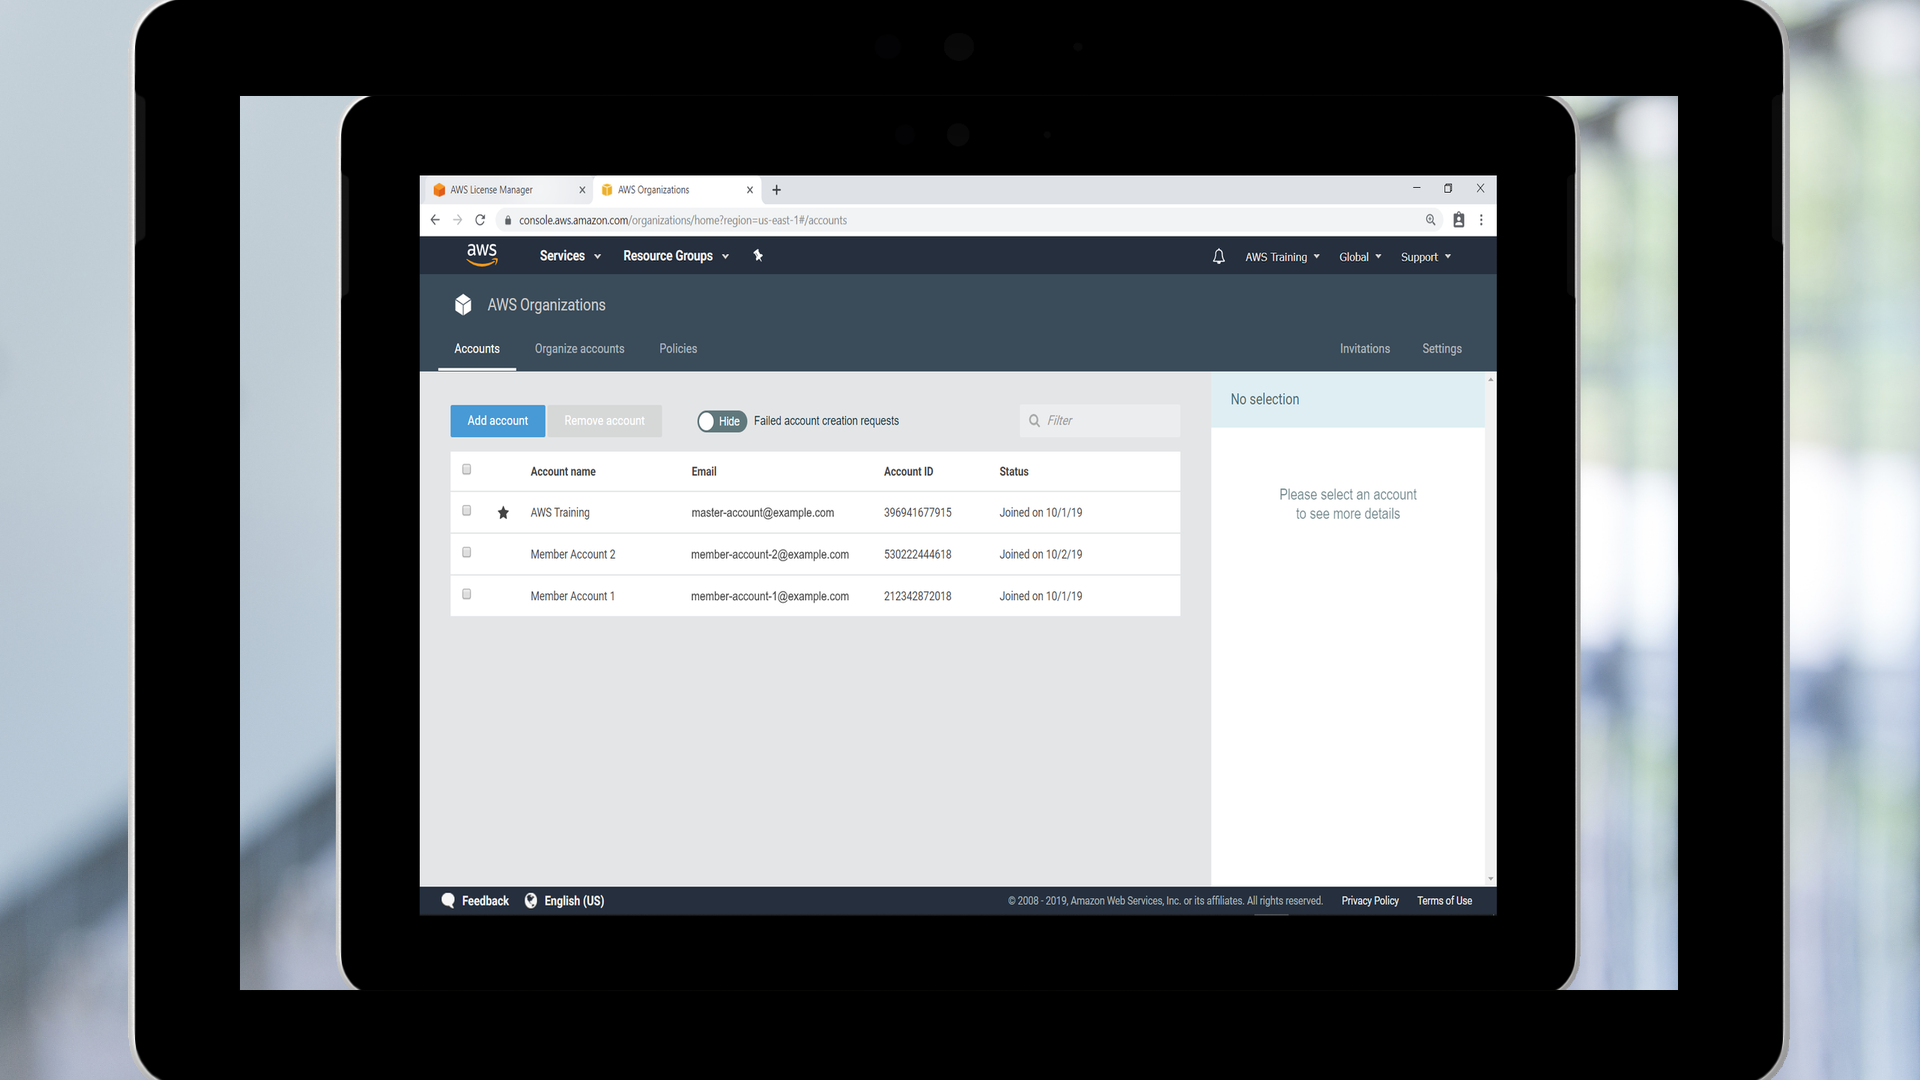 AWS License Manager
AWS Organizations
console.aws.amazon.com/organizations/home?region=us-east-1#/accounts
aws Services Resource Groups AWS Training Global Support
AWS Organizations
Accounts Organize accounts Policies Invitations Settings
Add account Remove account Hide Failed account creation requests Filter
Account name Email Account ID Status
AWS Training master-account@example.com 396941677915 Joined on 10/1/19
Member Account 2 member-account-2@example.com 530222444618 Joined on 10/2/19
Member Account 1 member-account-1@example.com 212342872018 Joined on 10/1/19
No selection
Please select an account
to see more details
Feedback English (US) © 2008 - 2019, Amazon Web Services, Inc. or its affiliates. All rights reserved. Privacy Policy Terms of Use